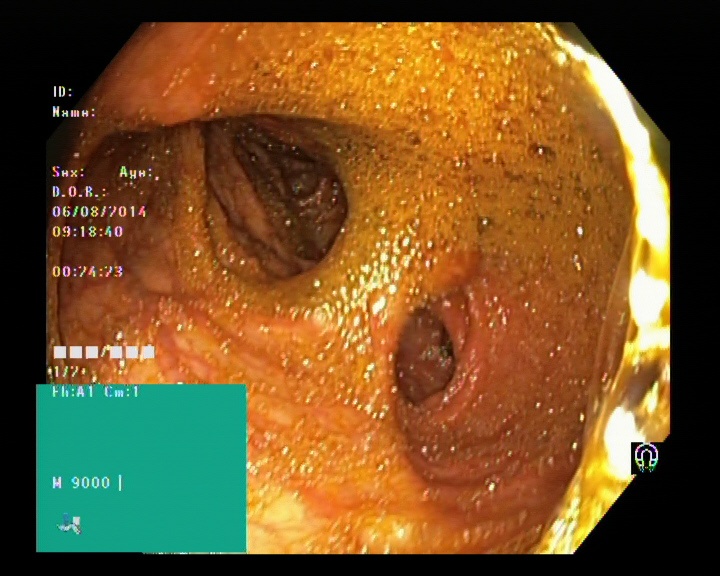 ID:
Name:
Sex: Age:
D.O.B.:
06/08/2014
09:18:40
00:24:23
■■■/■■■
1/2
Eh:A1 Cm:1
M 9000